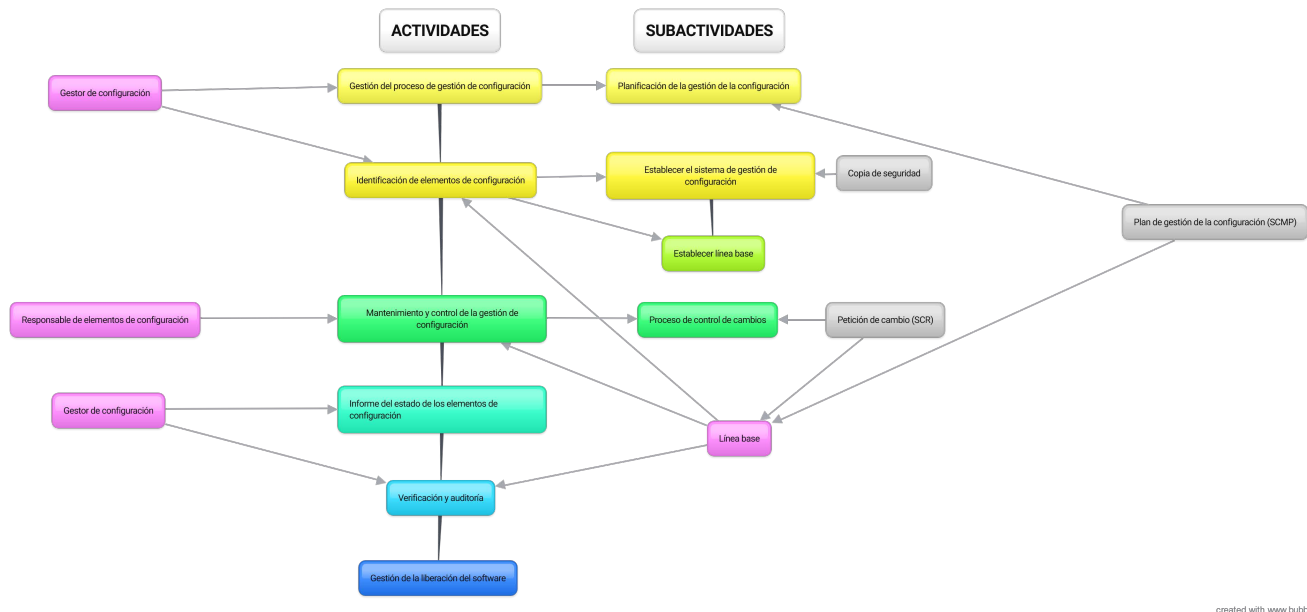 ACTIVIDADES
SUBACTIVIDADES
Gestor de configuración
Gestión del proceso de gestión de configuración
Planificación de la gestión de la configuración
Identificación de elementos de configuración
Establecer el sistema de gestión de
configuración
Copia de seguridad
Plan de gestión de la configuración (SCMP)
Establecer línea base
Responsable de elementos de configuración
Mantenimiento y control de la gestión de
configuración
Proceso de control de cambios
Petición de cambio (SCR)
Gestor de configuración
Informe del estado de los elementos de
configuración
Línea base
Verificación y auditoría
Gestión de la liberación del software
created with www.bubb